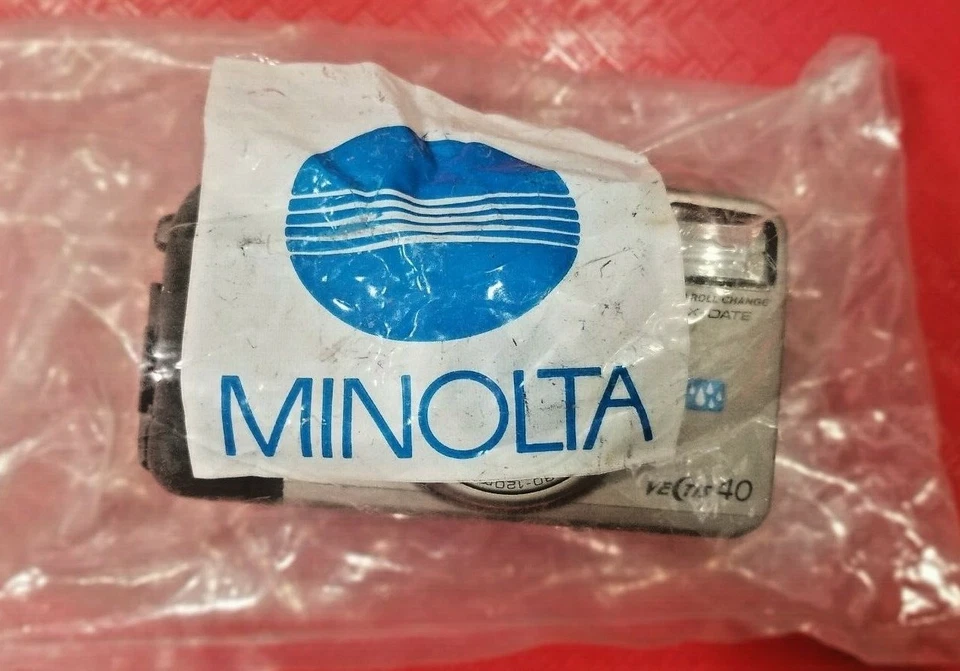 MINOLTA
ROLL CHANGE
X-DATE
VECTIS 40